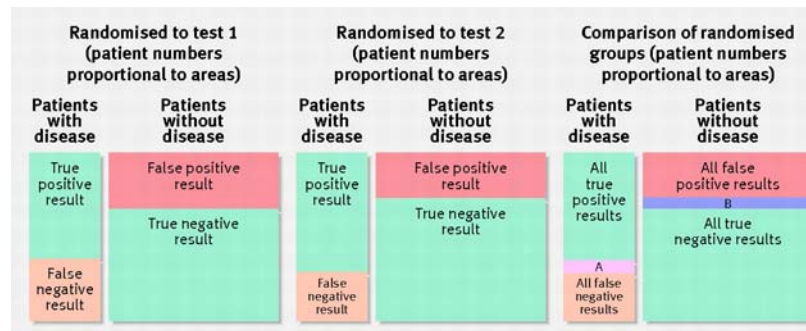 Randomised to test 1
(patient numbers
proportional to areas)
Patients
with
disease
Patients
without
disease
True
positive
result
False positive
result
True negative
result
False
negative
result
Randomised to test 2
(patient numbers
proportional to areas)
Patients
with
disease
Patients
without
disease
True
positive
result
False positive
result
True negative
result
False
negative
result
Comparison of randomised
groups (patient numbers
proportional to areas)
Patients
with
disease
Patients
without
disease
All
true
positive
results
All false
positive results
B
All true
negative results
A
All false
negative
results